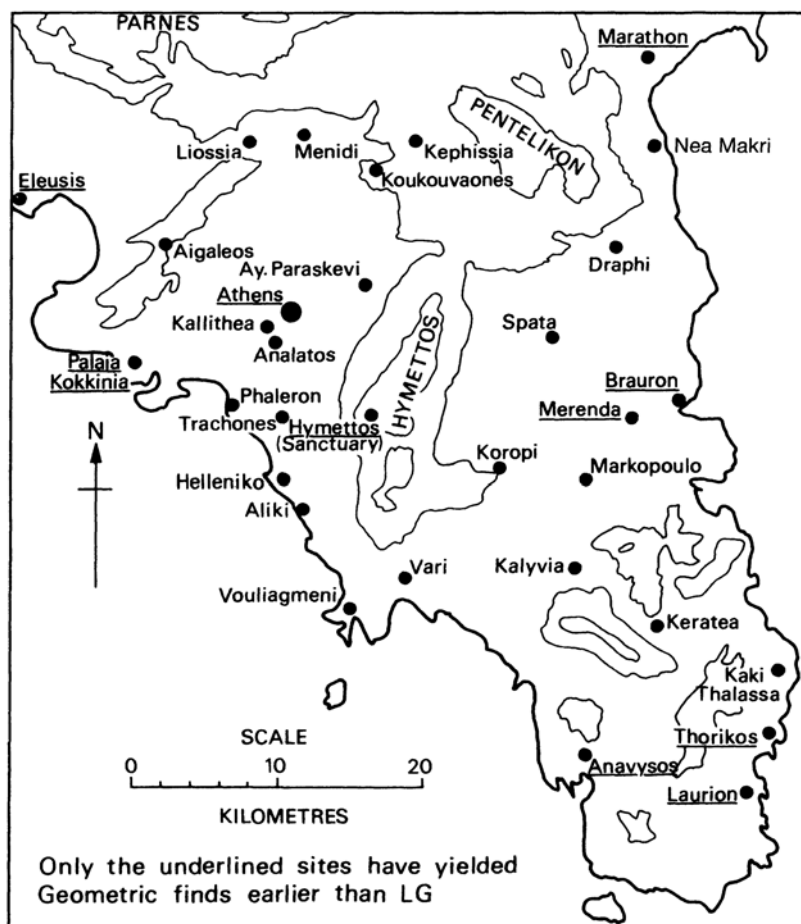 PARNES
Marathon
PENTELIKON
Liossia
Menidi
Kephissia
Nea Makri
Koukouvaones
Eleusis
Aigaleos
Draphi
Ay. Paraskevi
Athens
Kallithea
Analatos
Spata
HYMETTOS
Palaia
Kokkinia
Brauron
Phaleron
Merenda
Trachones
Hymettos
(Sanctuary)
N
Koropi
Markopoulo
Helleniko
Aliki
Vari
Kalyvia
Vouliagmeni
Keratea
Kaki
Thalassa
SCALE
Thorikos
0 10 20
Anavysos
Laurion
KILOMETRES
Only the underlined sites have yielded
Geometric finds earlier than LG